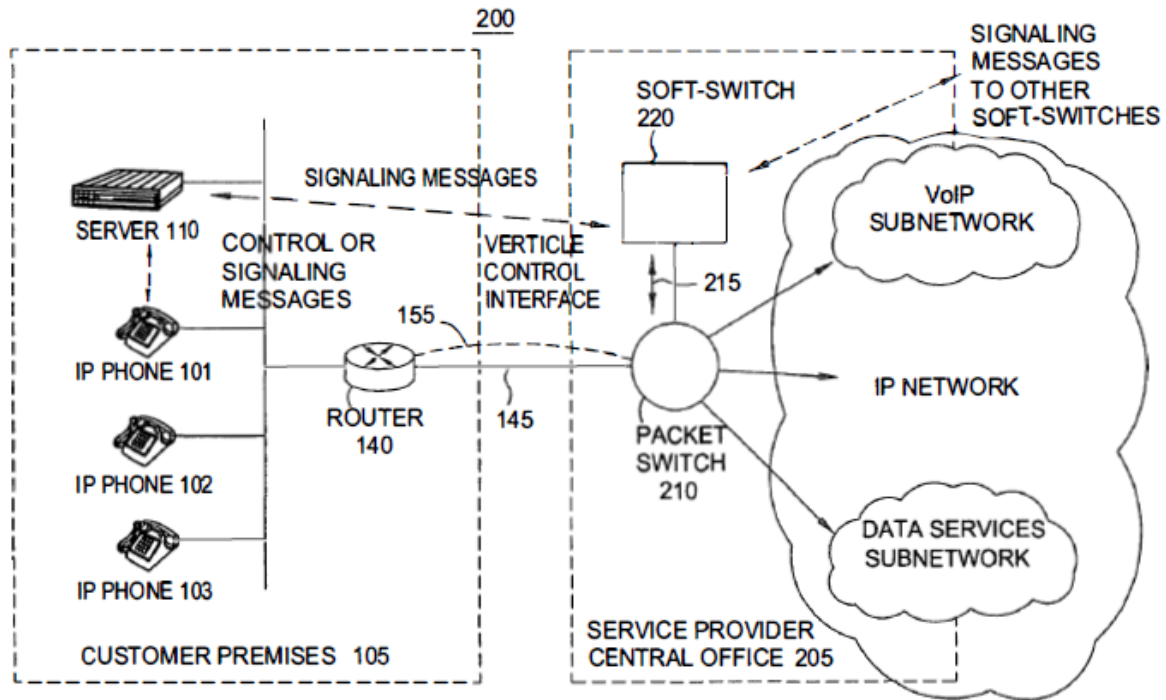 200
SIGNALING
MESSAGES
TO OTHER
SOFT-SWITCHES
SOFT-SWITCH
220
SIGNALING MESSAGES
SERVER 110
CONTROL OR
SIGNALING
MESSAGES
VERTICLE
CONTROL
INTERFACE
215
VoIP
SUBNETWORK
155
IP PHONE 101
ROUTER
140
145
PACKET
SWITCH
210
IP NETWORK
IP PHONE 102
DATA SERVICES
SUBNETWORK
IP PHONE 103
CUSTOMER PREMISES 105
SERVICE PROVIDER
CENTRAL OFFICE 205